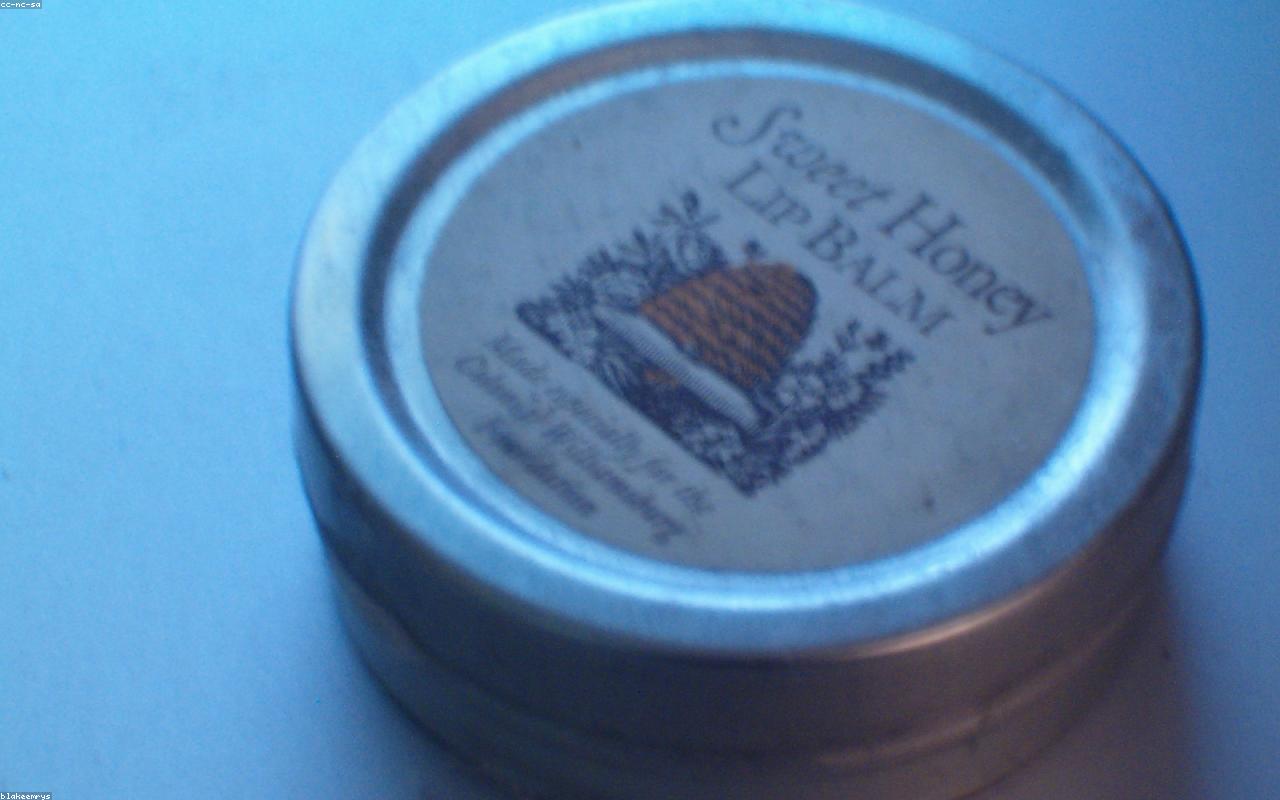 cc-nc-sa
Sweet Honey
LIP BALM
Made especially for the
Colonial Williamsburg
Foundation
blakeemrys